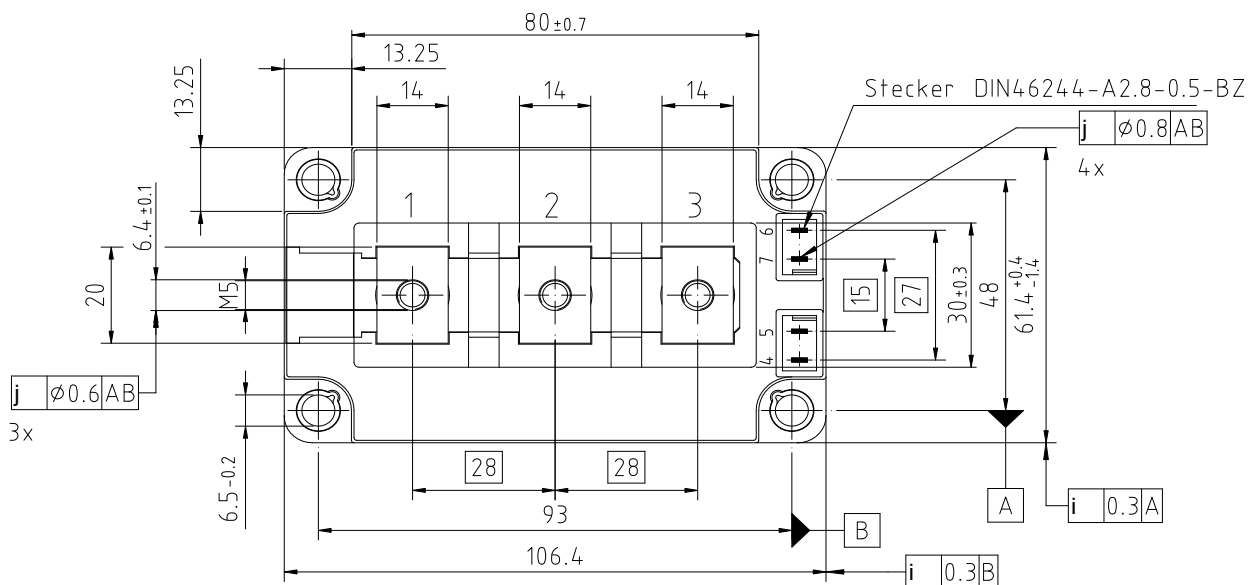 80±0.7
13.25
14 14 14
13.25
Stecker DIN46244-A2.8-0.5-BZ
j ⌀0.8 AB
4x
1 2 3
6.4±0.1
6
7
20
M5
15
27
30±0.3
48
61.4 +0.4 -1.4
5
4
j ⌀0.6 AB
3x
6.5-0.2
28 28
93
A
i 0.3 A
B
106.4
i 0.3 B